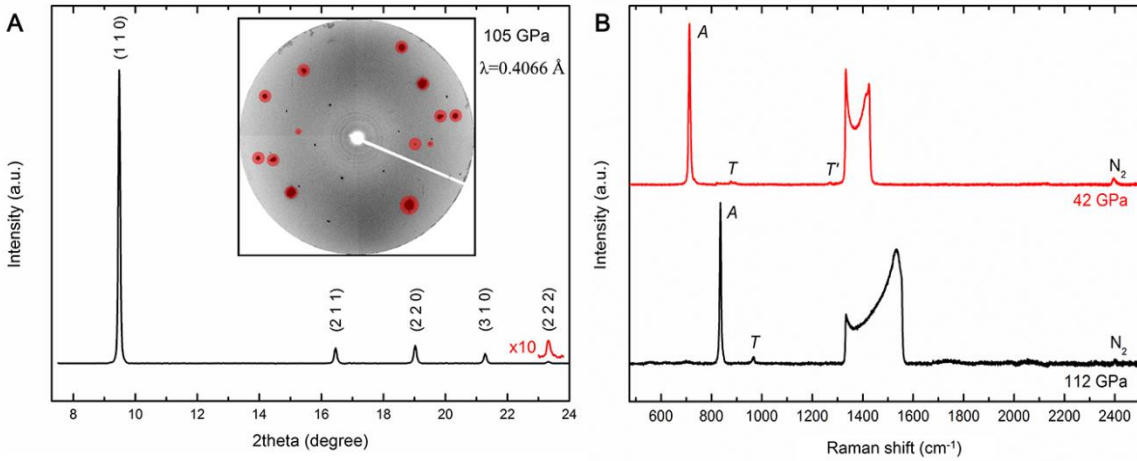 A
(1 1 0)
105 GPa
λ=0.4066 Å
(2 1 1)
(2 2 0)
(3 1 0)
(2 2 2)
x10
Intensity (a.u.)
8 10 12 14 16 18 20 22 24
2theta (degree)
B
A
T
T'
N2
42 GPa
A
T
N2
112 GPa
Intensity (a.u.)
600 800 1000 1200 1400 1600 1800 2000 2200 2400
Raman shift (cm-1)